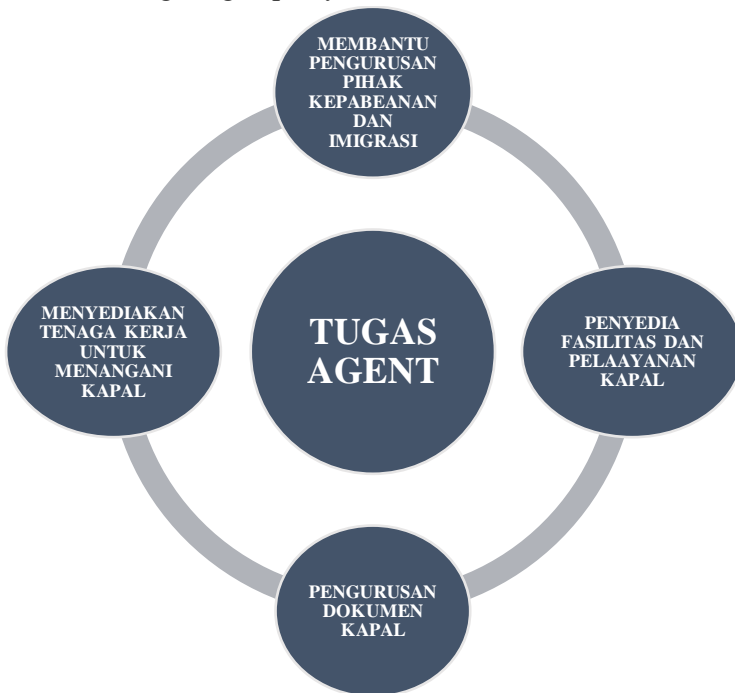 MEMBANTU
PENGURUSAN
PIHAK
KEPABEANAN
DAN
IMIGRASI
MENYEDIAKAN
TENAGA KERJA
UNTUK
MENANGANI
KAPAL
TUGAS
AGENT
PENYEDIA
FASILITAS DAN
PELAAYANAN
KAPAL
PENGURUSAN
DOKUMEN
KAPAL